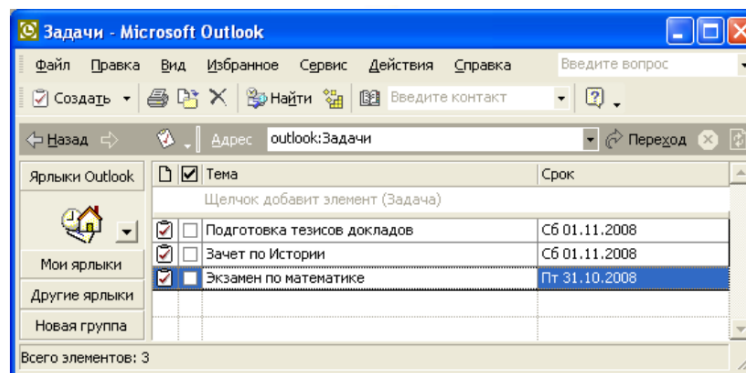 Задачи - Microsoft Outlook
Файл Правка Вид Избранное Сервис Действия Справка Введите вопрос
Создать Найти Введите контакт
Назад Адрес outlook:Задачи Переход
Ярлыки Outlook Тема Срок
Щелчок добавит элемент (Задача)
Подготовка тезисов докладов Сб 01.11.2008
Зачет по Истории Сб 01.11.2008
Мои ярлыки
Экзамен по математике Пт 31.10.2008
Другие ярлыки
Новая группа
Всего элементов: 3